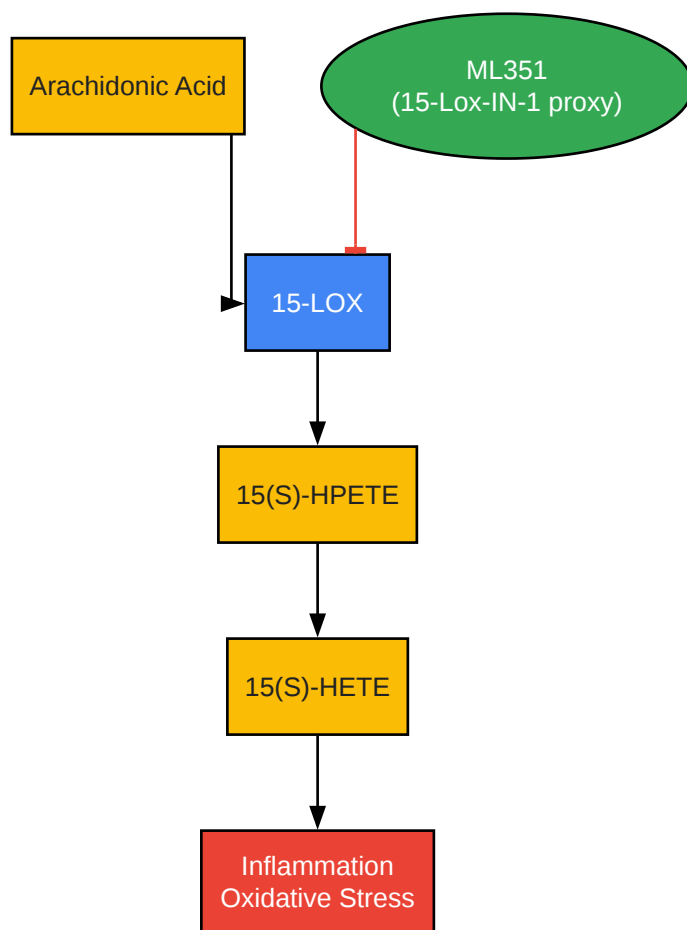 Arachidonic Acid
ML351
(15-Lox-IN-1 proxy)
15-LOX
15(S)-HPETE
15(S)-HETE
Inflammation
Oxidative Stress